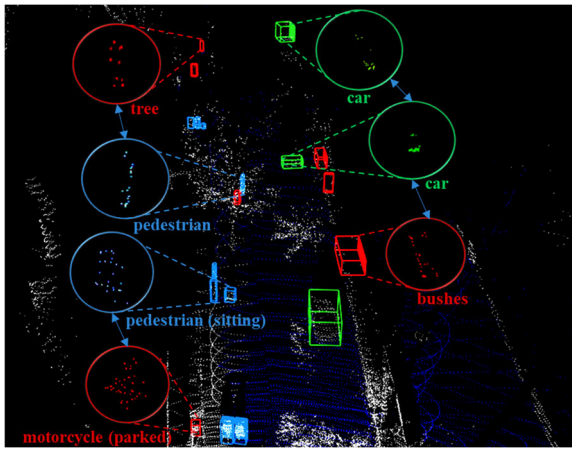 tree
car
car
pedestrian
pedestrian (sitting)
bushes
motorcycle (parked)